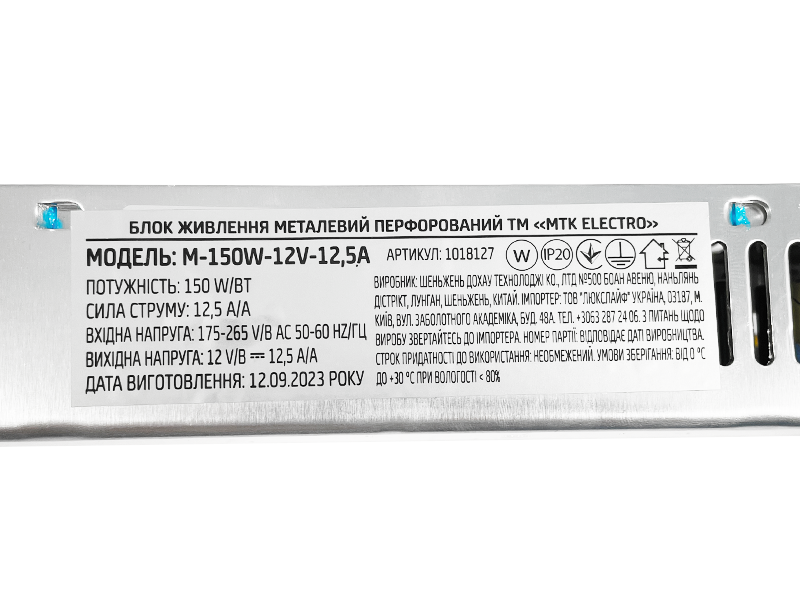 БЛОК ЖИВЛЕННЯ МЕТАЛЕВИЙ ПЕРФОРОВАНИЙ ТМ «MTK ELECTRO»
МОДЕЛЬ: M-150W-12V-12,5A АРТИКУЛ: 1018127 W IP20
ПОТУЖНІСТЬ: 150 W/ВТ
СИЛА СТРУМУ: 12,5 А/А
ВХІДНА НАПРУГА: 175-265 V/В AC 50-60 HZ/ГЦ
ВИХІДНА НАПРУГА: 12 V/В 12,5 А/А
ДАТА ВИГОТОВЛЕННЯ: 12.09.2023 РОКУ
ВИРОБНИК: ШЕНЬЖЕНЬ ДОХАУ ТЕХНОЛОДЖІ КО., ЛТД №500 БОАН АВЕНЮ, НАНЬЛЯНЬ
ДІСТРІКТ, ЛУНГАН, ШЕНЬЖЕНЬ, КИТАЙ. ІМПОРТЕР: ТОВ "ЛЮКСЛАЙФ" УКРАЇНА, 03187, М.
КИЇВ, ВУЛ. ЗАБОЛОТНОГО АКАДЕМІКА, БУД. 48А. ТЕЛ. +3063 287 24 06. З ПИТАНЬ ЩОДО
ВИРОБУ ЗВЕРТАЙТЕСЬ ДО ІМПОРТЕРА. НОМЕР ПАРТІЇ: ВІДПОВІДАЄ ДАТІ ВИРОБНИЦТВА.
СТРОК ПРИДАТНОСТІ ДО ВИКОРИСТАННЯ: НЕОБМЕЖЕНИЙ. УМОВИ ЗБЕРІГАННЯ: ВІД 0 °С
ДО +30 °С ПРИ ВОЛОГОСТІ < 80%